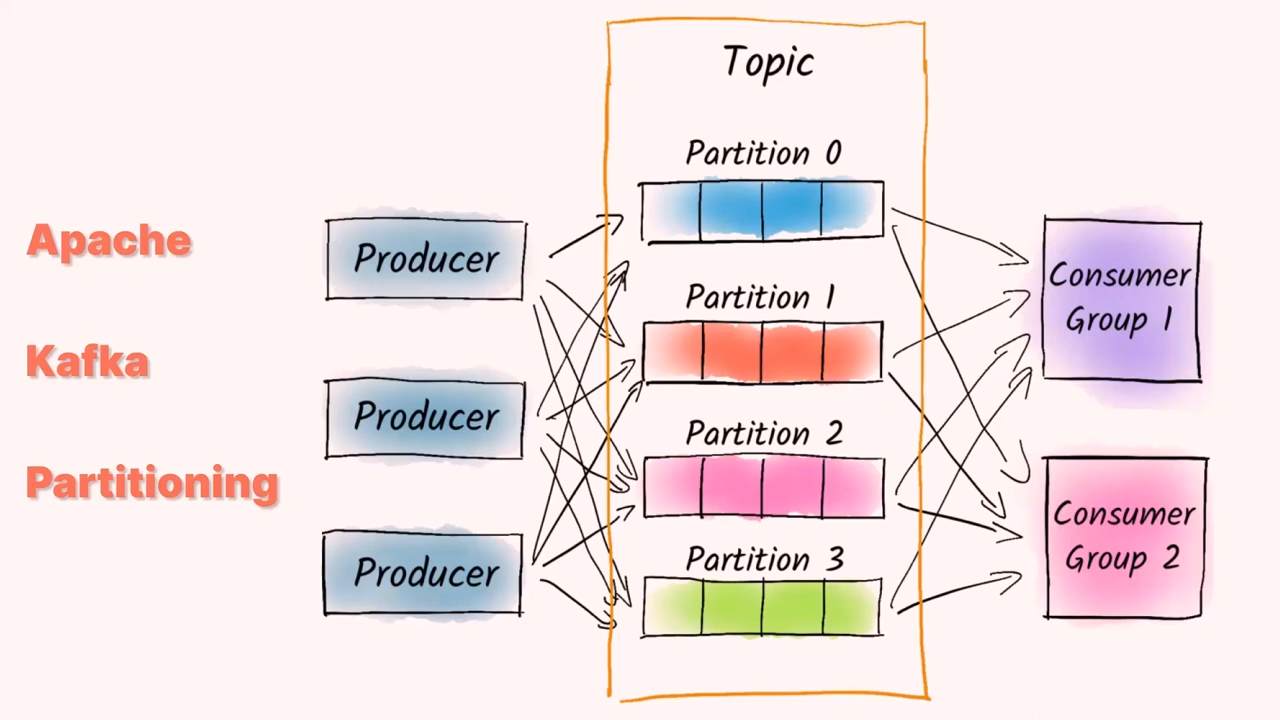 Apache
Kafka
Partitioning
Producer
Producer
Producer
Topic
Partition 0
Partition 1
Partition 2
Partition 3
Consumer
Group 1
Consumer
Group 2